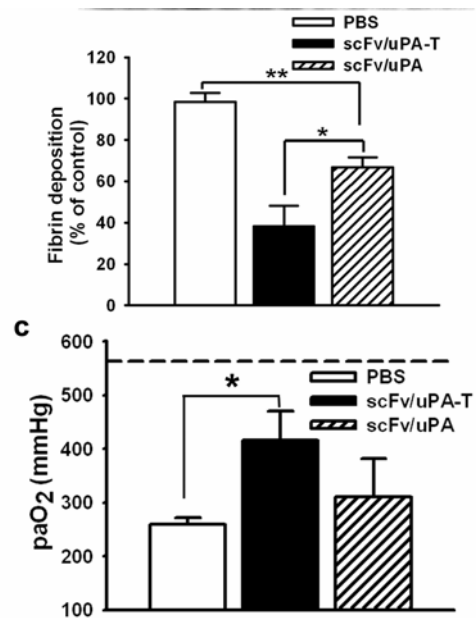 PBS
scFv/uPA-T
scFv/uPA
Fibrin deposition
(% of control)
120
100
80
60
40
20
0
**
*
c
paO₂ (mmHg)
600
500
400
300
200
100
*
PBS
scFv/uPA-T
scFv/uPA